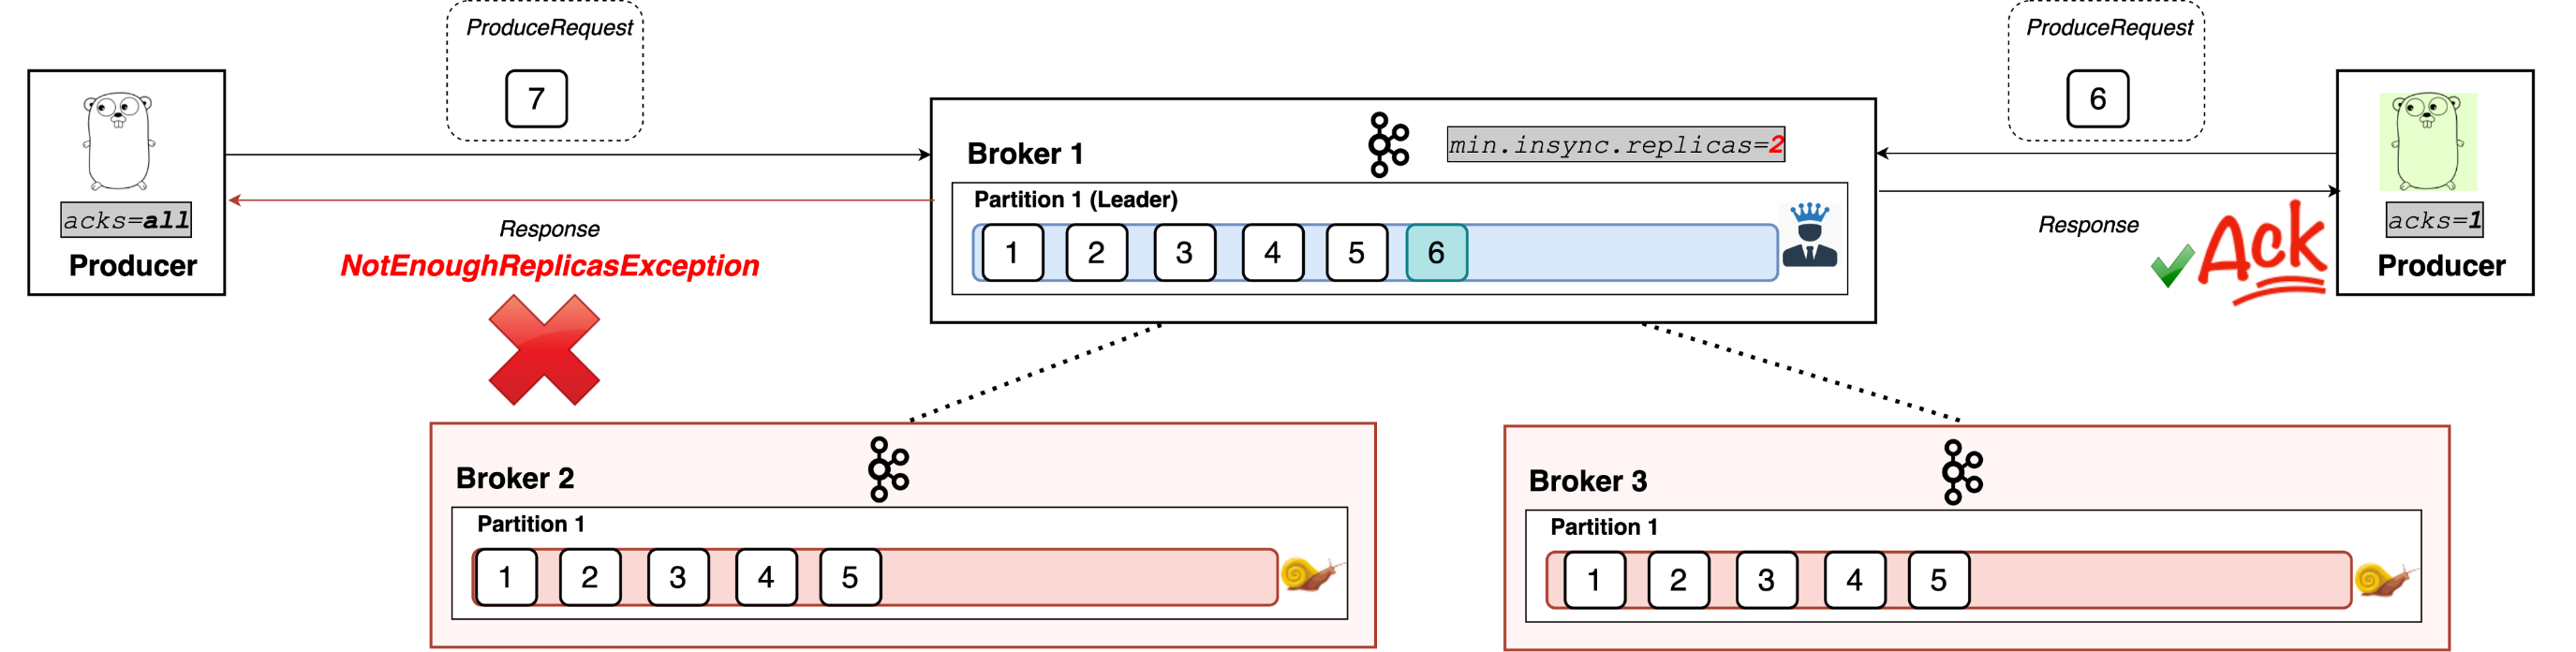 ProduceRequest
7
acks=all
Producer
Response
NotEnoughReplicasException
Broker 1
min.insync.replicas=2
Partition 1 (Leader)
1 2 3 4 5 6
ProduceRequest
6
Response
Ack
acks=1
Producer
Broker 2
Partition 1
1 2 3 4 5
Broker 3
Partition 1
1 2 3 4 5